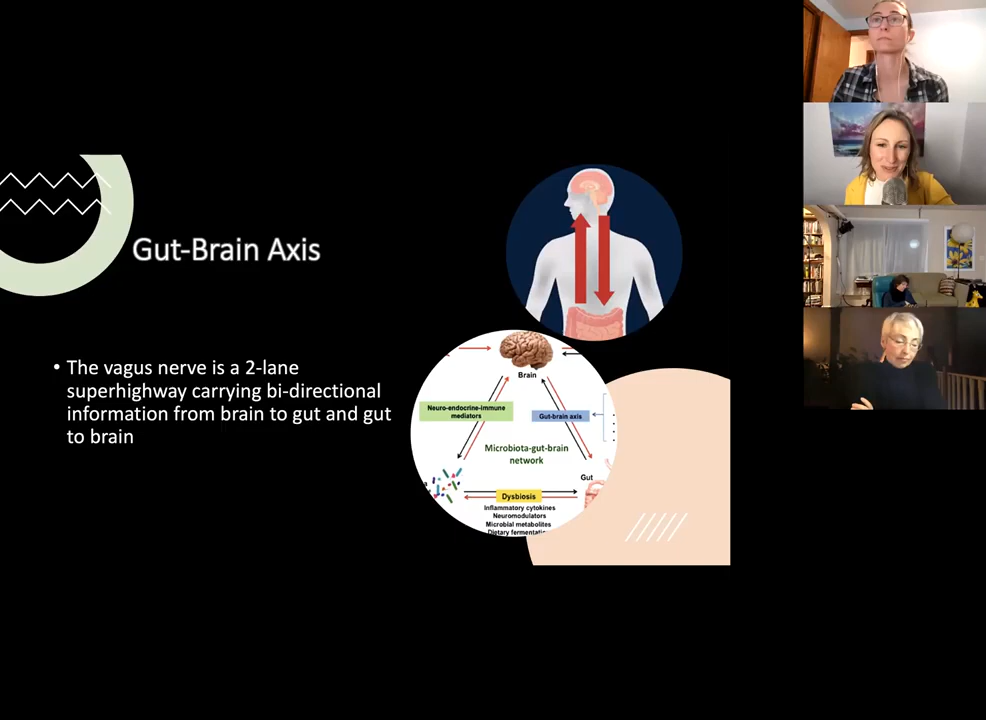 Gut-Brain Axis
• The vagus nerve is a 2-lane
superhighway carrying bi-directional
information from brain to gut and gut
to brain
Brain
Neuro-endocrine-immune
mediators
Gut-brain axis
Microbiota-gut-brain
network
Gut
Dysbiosis
Inflammatory cytokines
Neuromodulators
Microbial metabolites